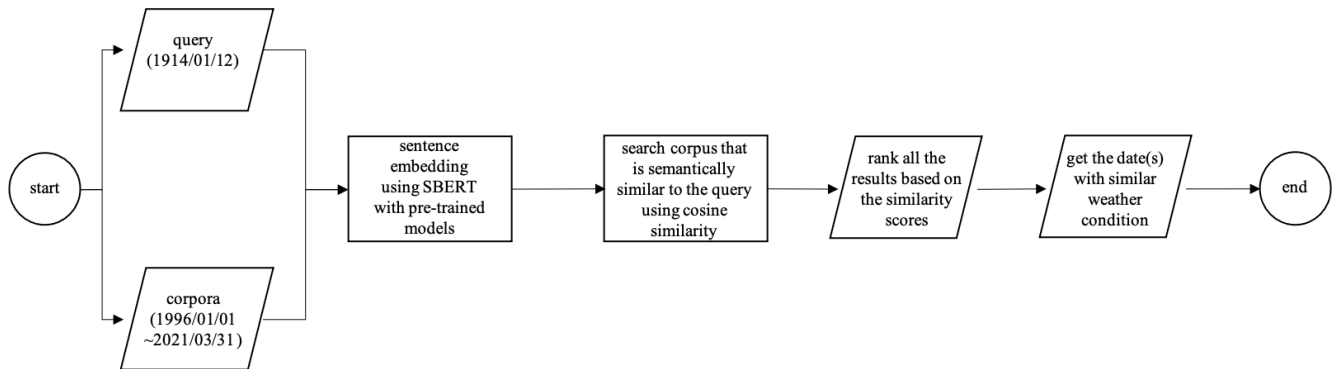 start
query
(1914/01/12)
corpora
(1996/01/01
~2021/03/31)
sentence
embedding
using SBERT
with pre-trained
models
search corpus that
is semantically
similar to the query
using cosine
similarity
rank all the
results based on
the similarity
scores
get the date(s)
with similar
weather
condition
end